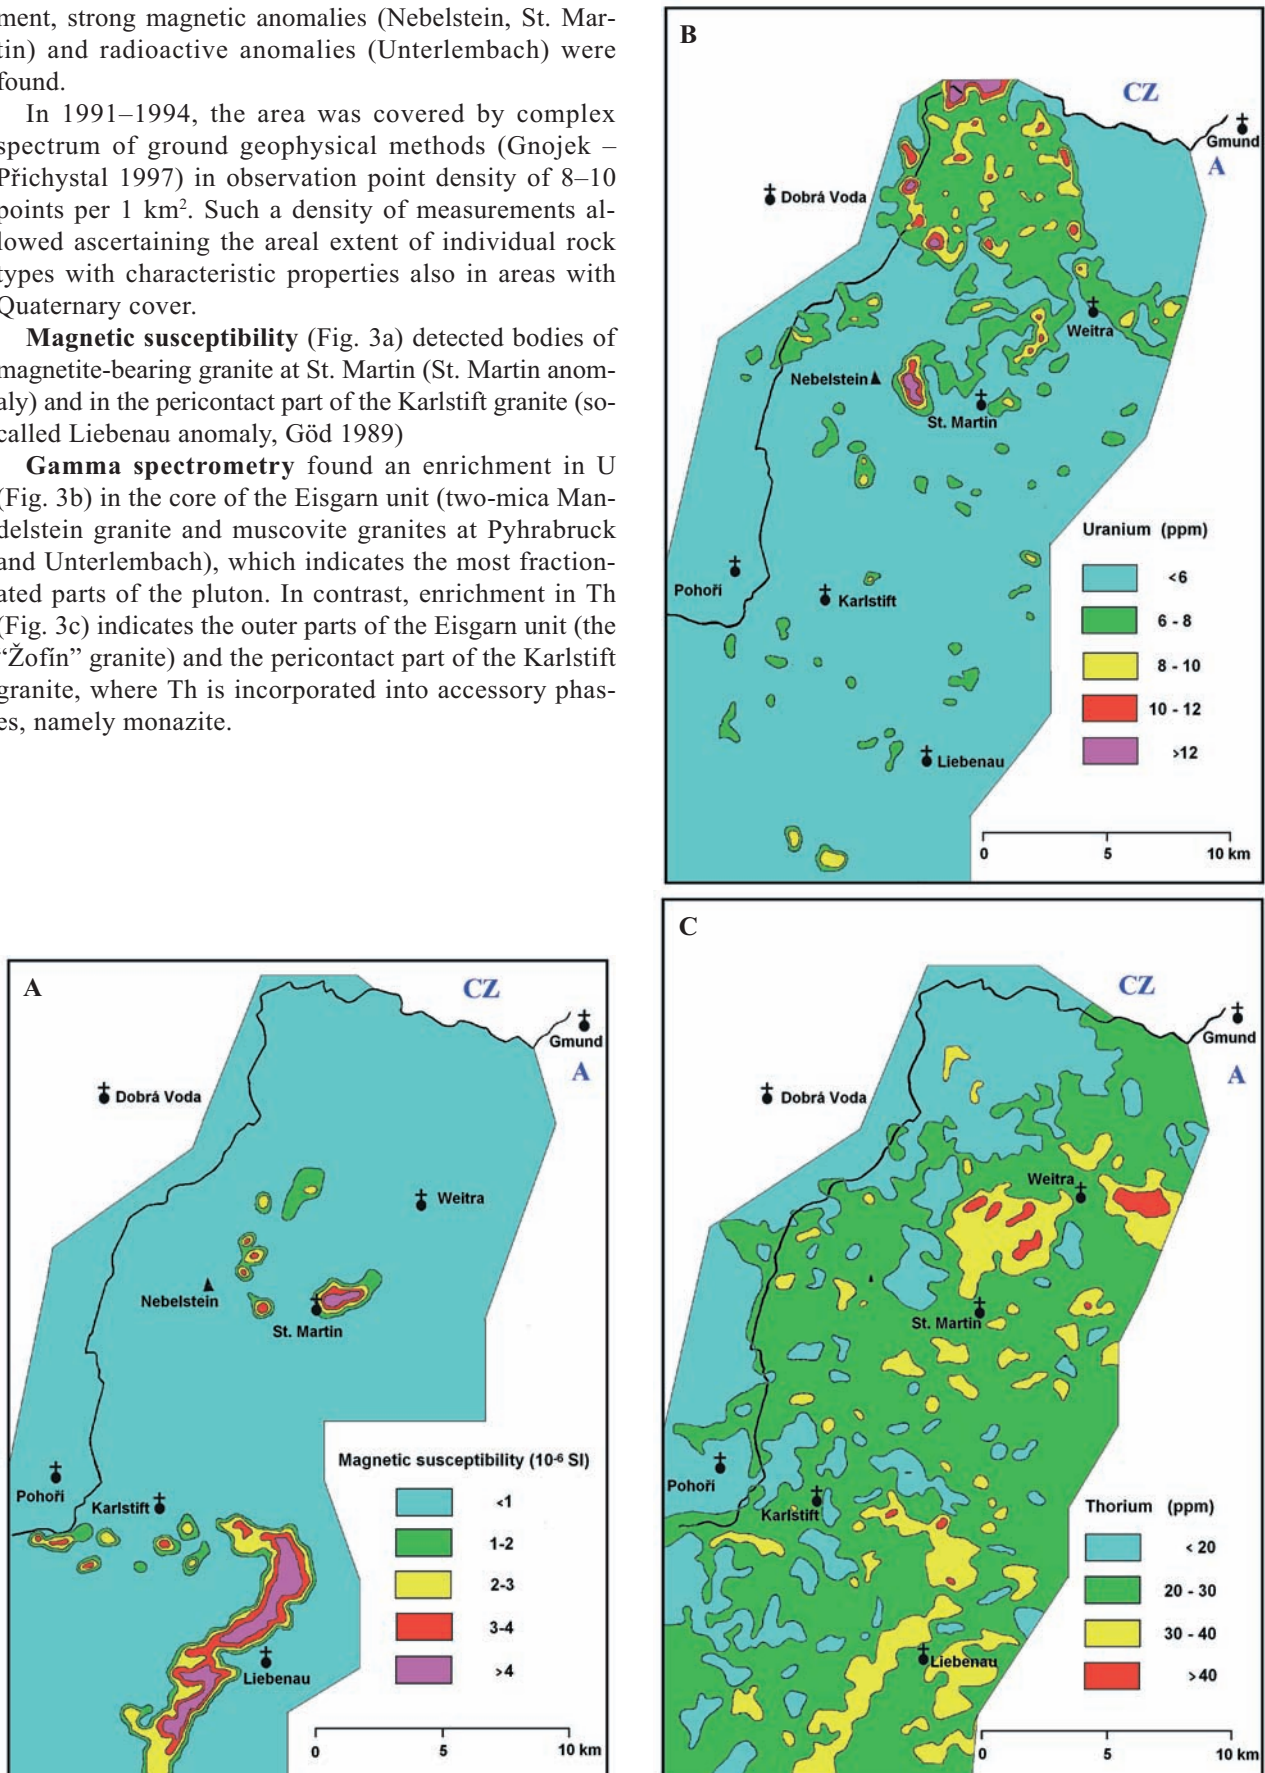 ment, strong magnetic anomalies (Nebelstein, St. Mar-
tin) and radioactive anomalies (Unterlembach) were
found.
In 1991–1994, the area was covered by complex
spectrum of ground geophysical methods (Gnojek –
Přichystal 1997) in observation point density of 8–10
points per 1 km². Such a density of measurements al-
lowed ascertaining the areal extent of individual rock
types with characteristic properties also in areas with
Quaternary cover.
Magnetic susceptibility (Fig. 3a) detected bodies of
magnetite-bearing granite at St. Martin (St. Martin anom-
aly) and in the pericontact part of the Karlstift granite (so-
called Liebenau anomaly, Göd 1989)
Gamma spectrometry found an enrichment in U
(Fig. 3b) in the core of the Eisgarn unit (two-mica Man-
delstein granite and muscovite granites at Pyhrabruck
and Unterlembach), which indicates the most fraction-
ated parts of the pluton. In contrast, enrichment in Th
(Fig. 3c) indicates the outer parts of the Eisgarn unit (the
“Žofín” granite) and the pericontact part of the Karlstift
granite, where Th is incorporated into accessory phas-
es, namely monazite.
B
CZ
Gmund
A
Dobrá Voda
Weitra
Nebelstein
St. Martin
Uranium (ppm)
Pohoří
<6
Karlstift
6 - 8
8 - 10
10 - 12
>12
Liebenau
0 5 10 km
A
CZ
Gmund
A
Dobrá Voda
Weitra
Nebelstein
St. Martin
Magnetic susceptibility (10⁻⁶ SI)
Pohoří
Karlstift
<1
1-2
2-3
3-4
>4
Liebenau
0 5 10 km
C
CZ
Gmund
A
Dobrá Voda
Weitra
St. Martin
Pohoří
Karlstift
Thorium (ppm)
< 20
20 - 30
30 - 40
> 40
Liebenau
0 5 10 km